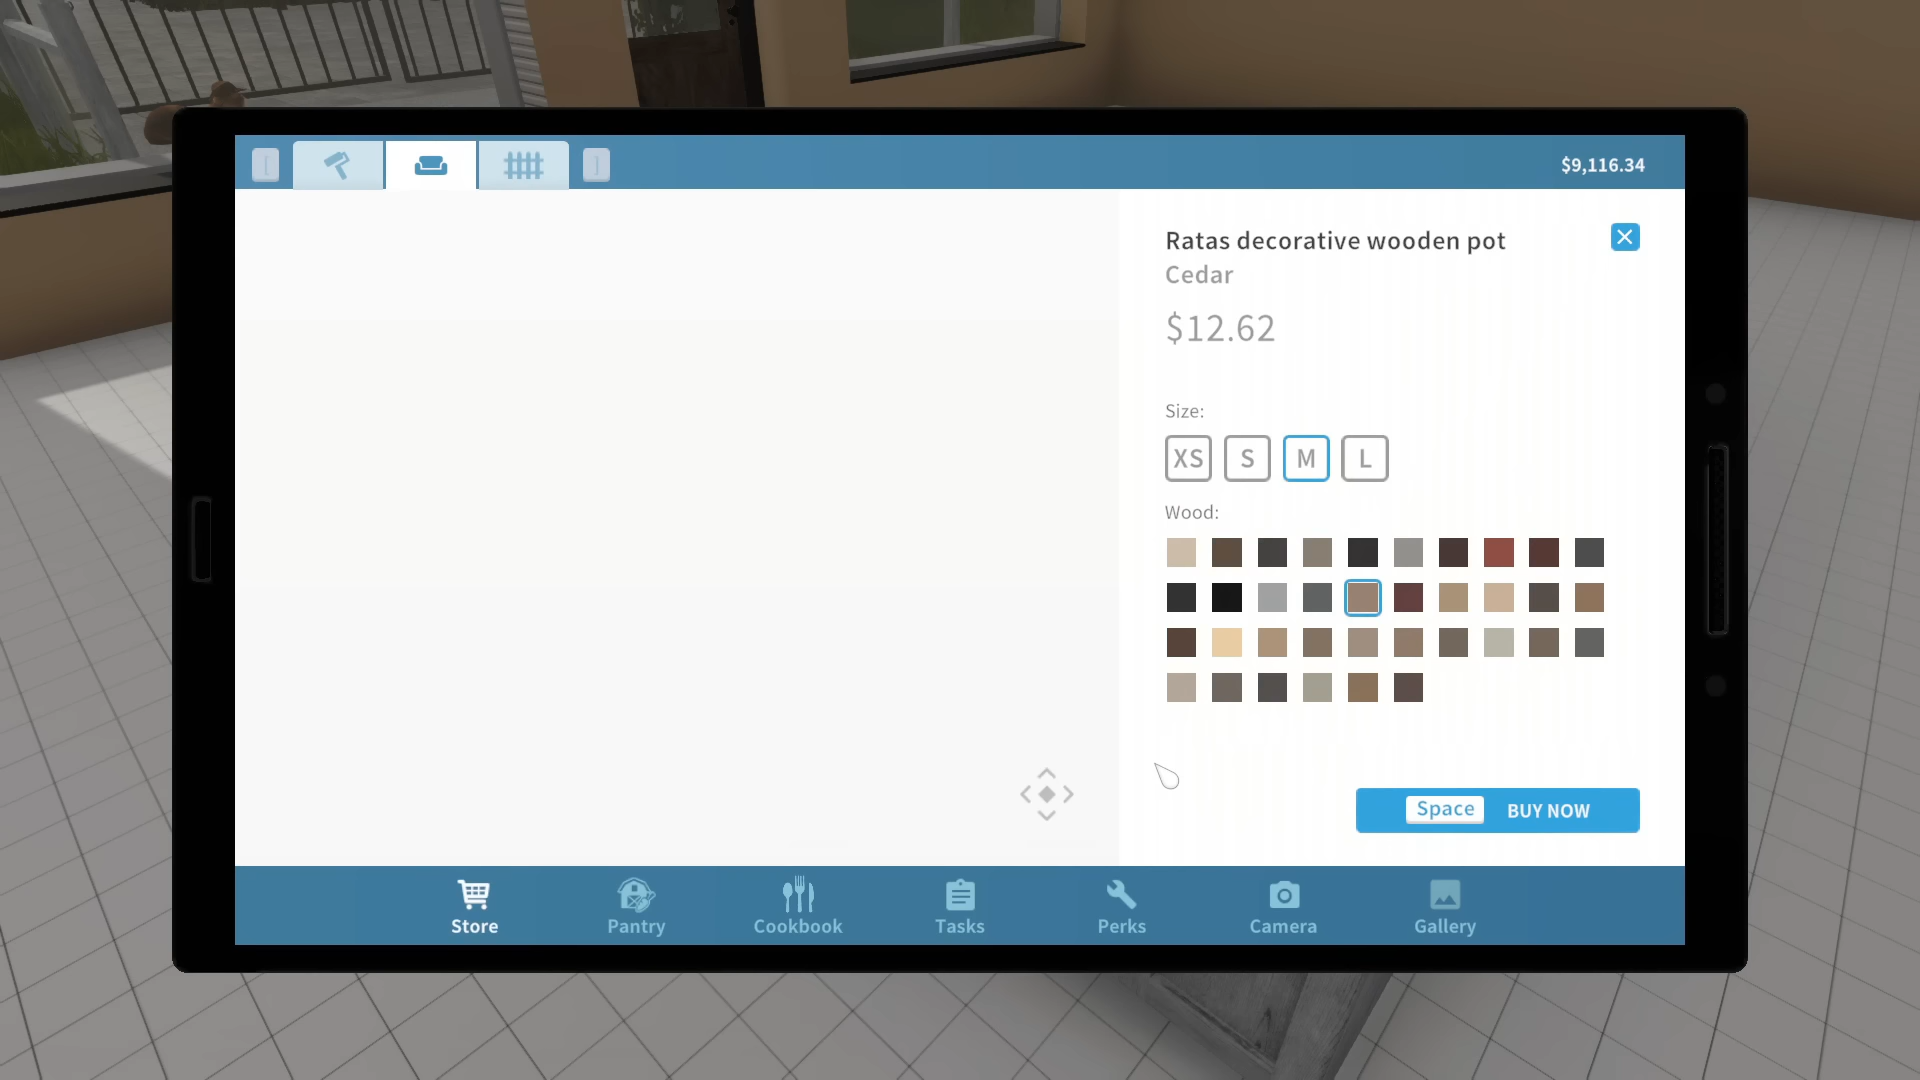 $9,116.34
Ratas decorative wooden pot
Cedar
$12.62
Size:
XS S M L
Wood:
Space BUY NOW
Store Pantry Cookbook Tasks Perks Camera Gallery